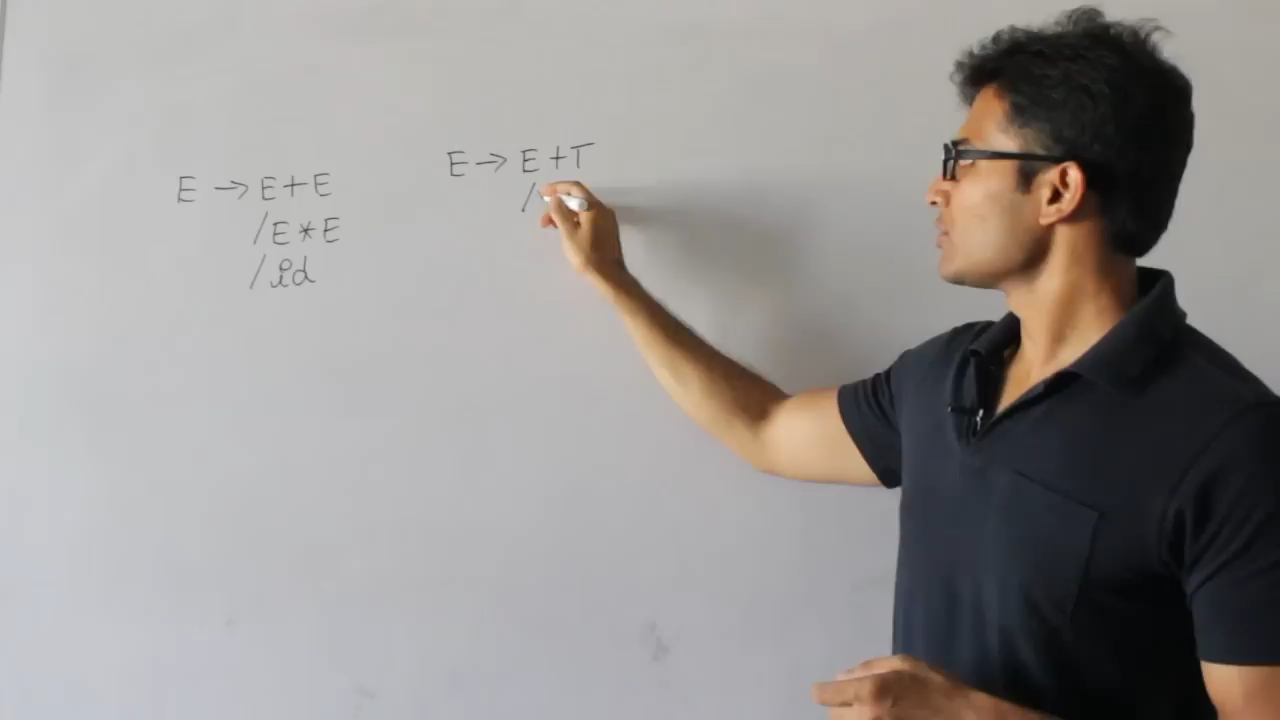 E → E + E
/ E * E
/ id
E → E + T
/